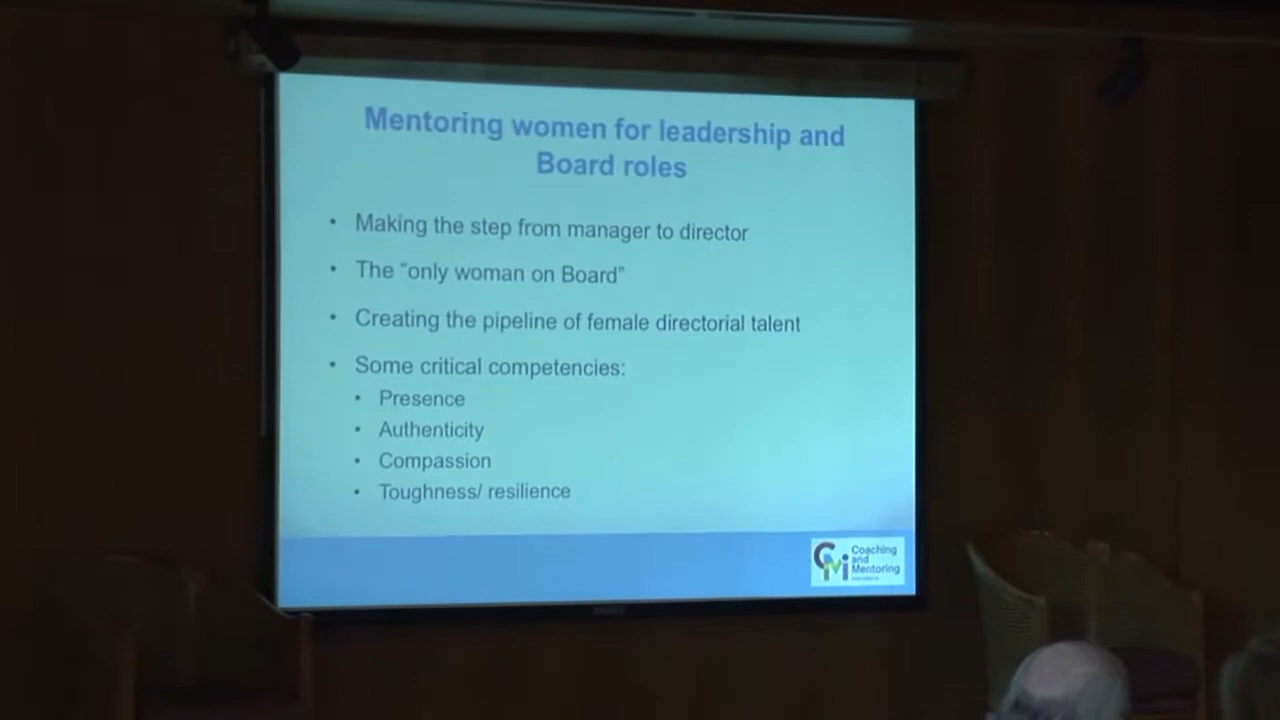 Mentoring women for leadership and
Board roles
• Making the step from manager to director
• The “only woman on Board”
• Creating the pipeline of female directorial talent
• Some critical competencies:
• Presence
• Authenticity
• Compassion
• Toughness/ resilience
CMi
Coaching
and
Mentoring